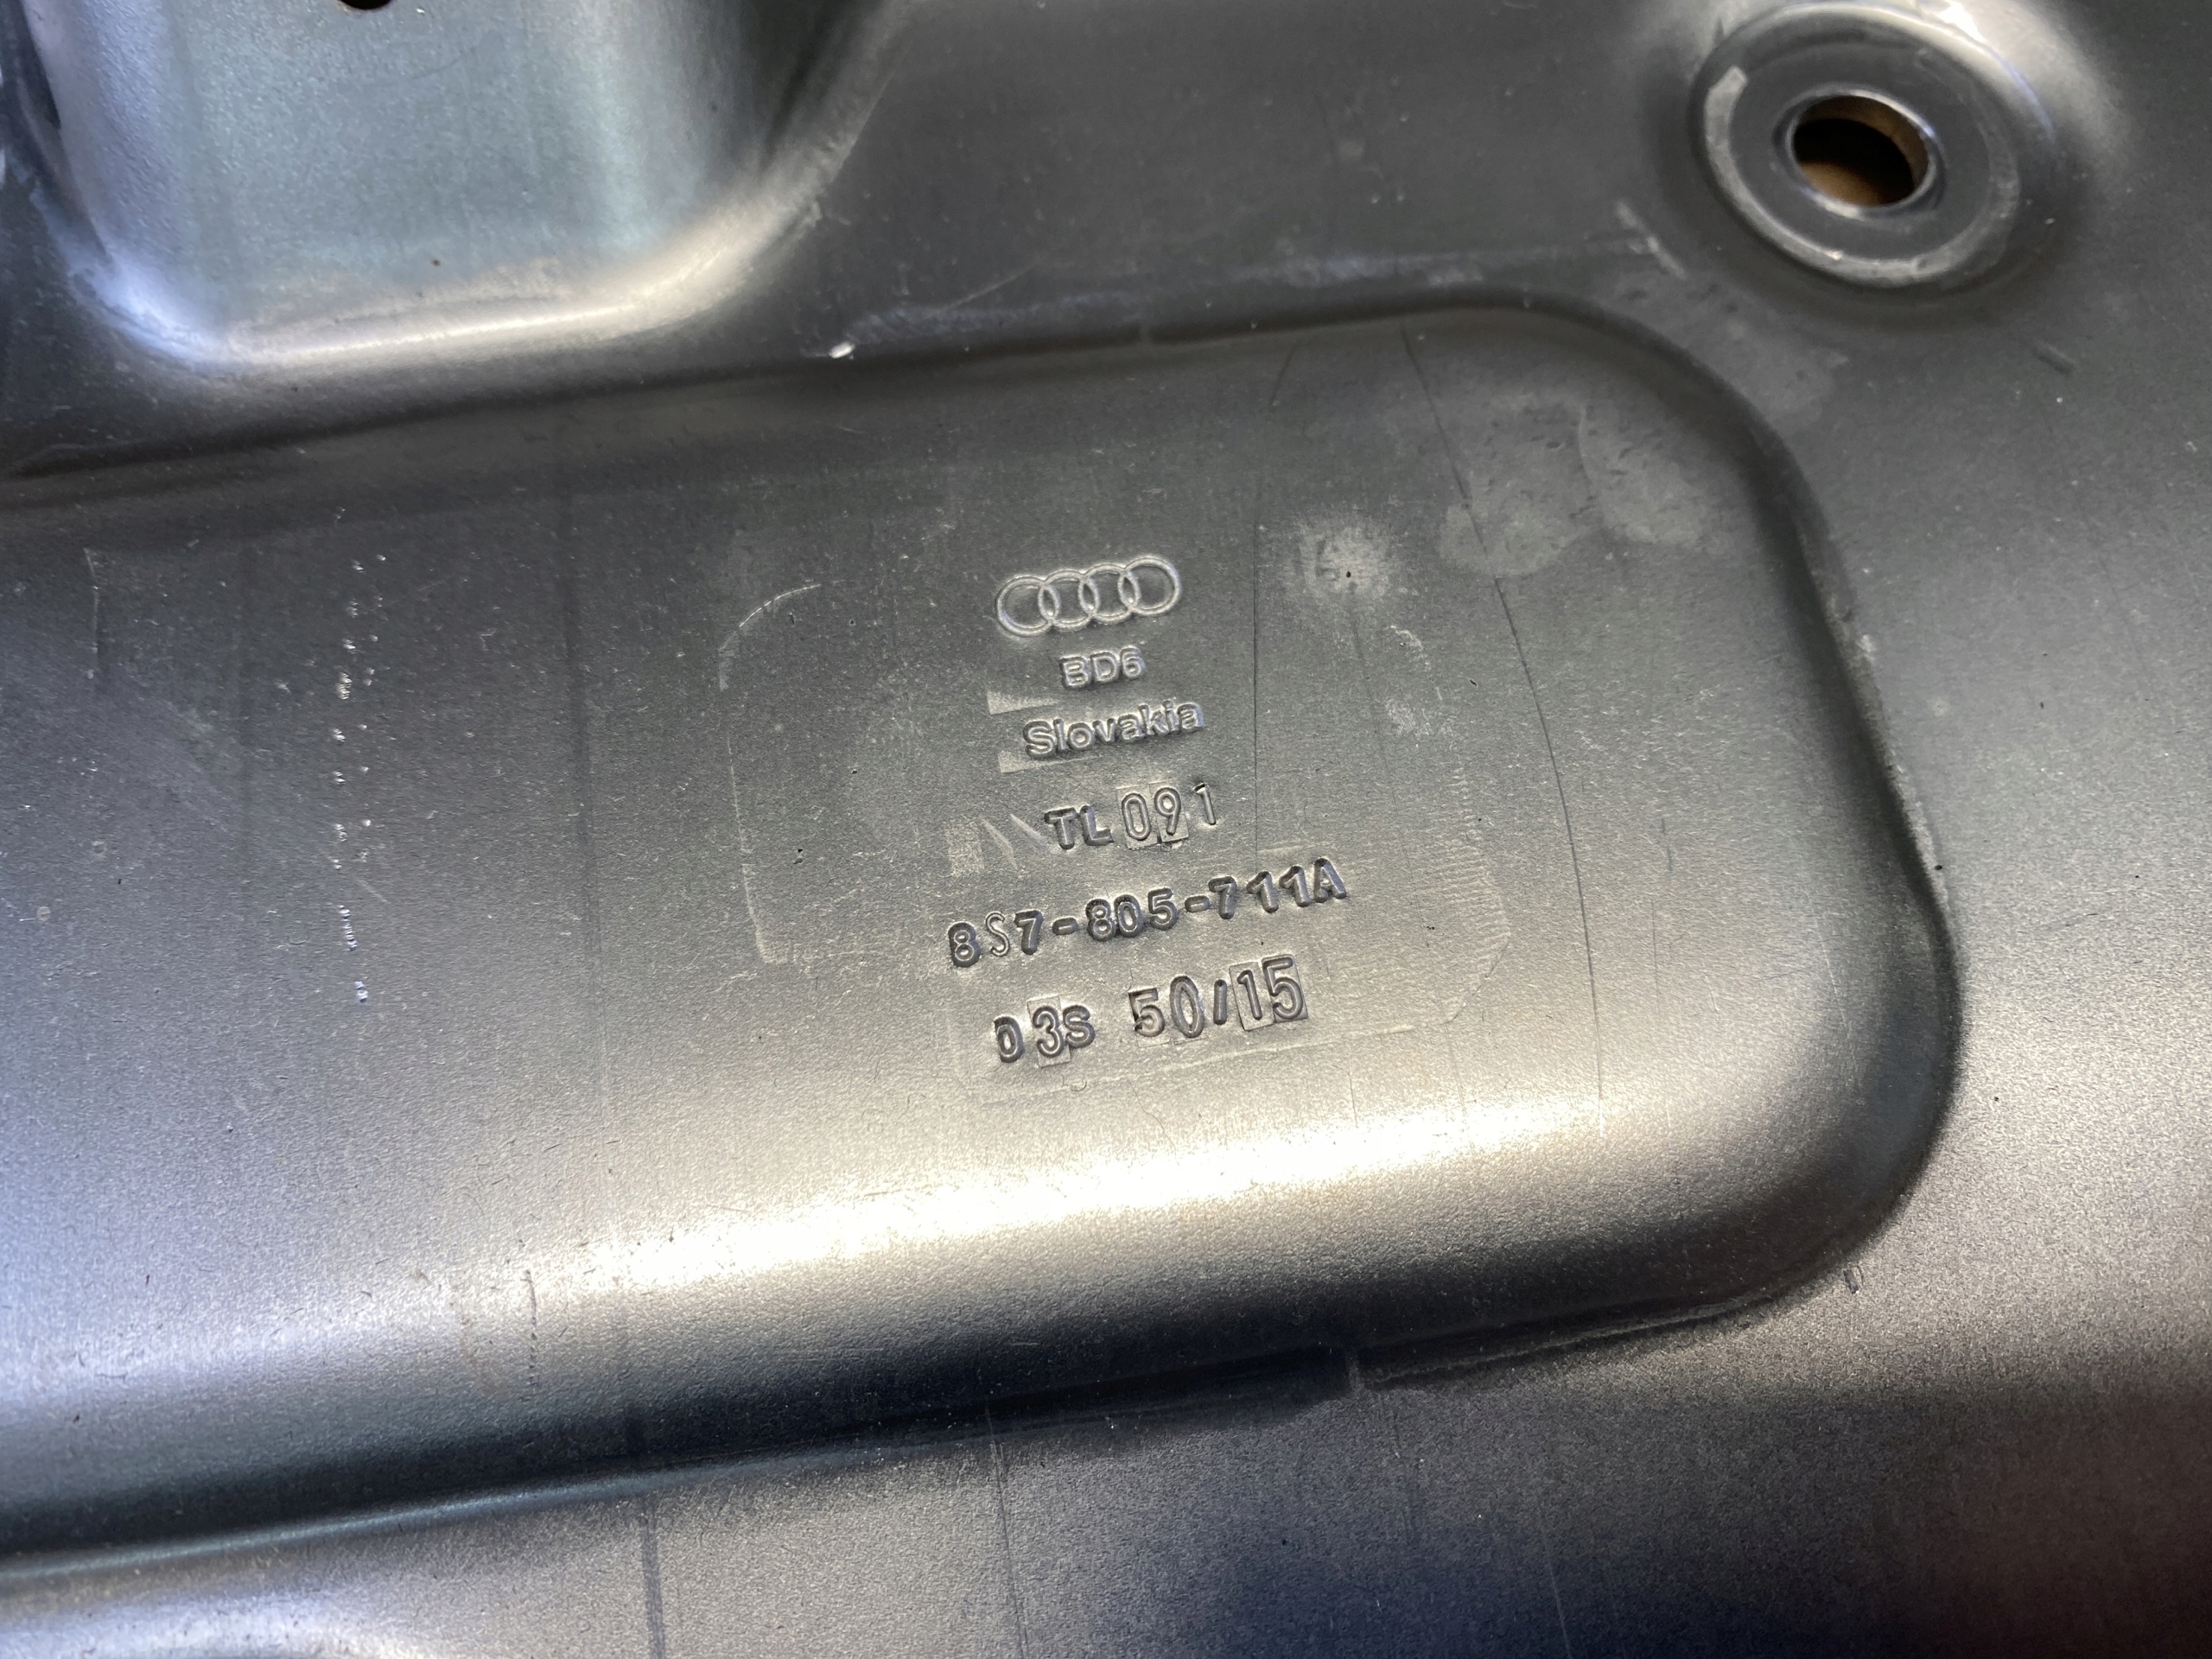 BD6
Slovakia
TL 091
8S7-805-711A
03S 50/15